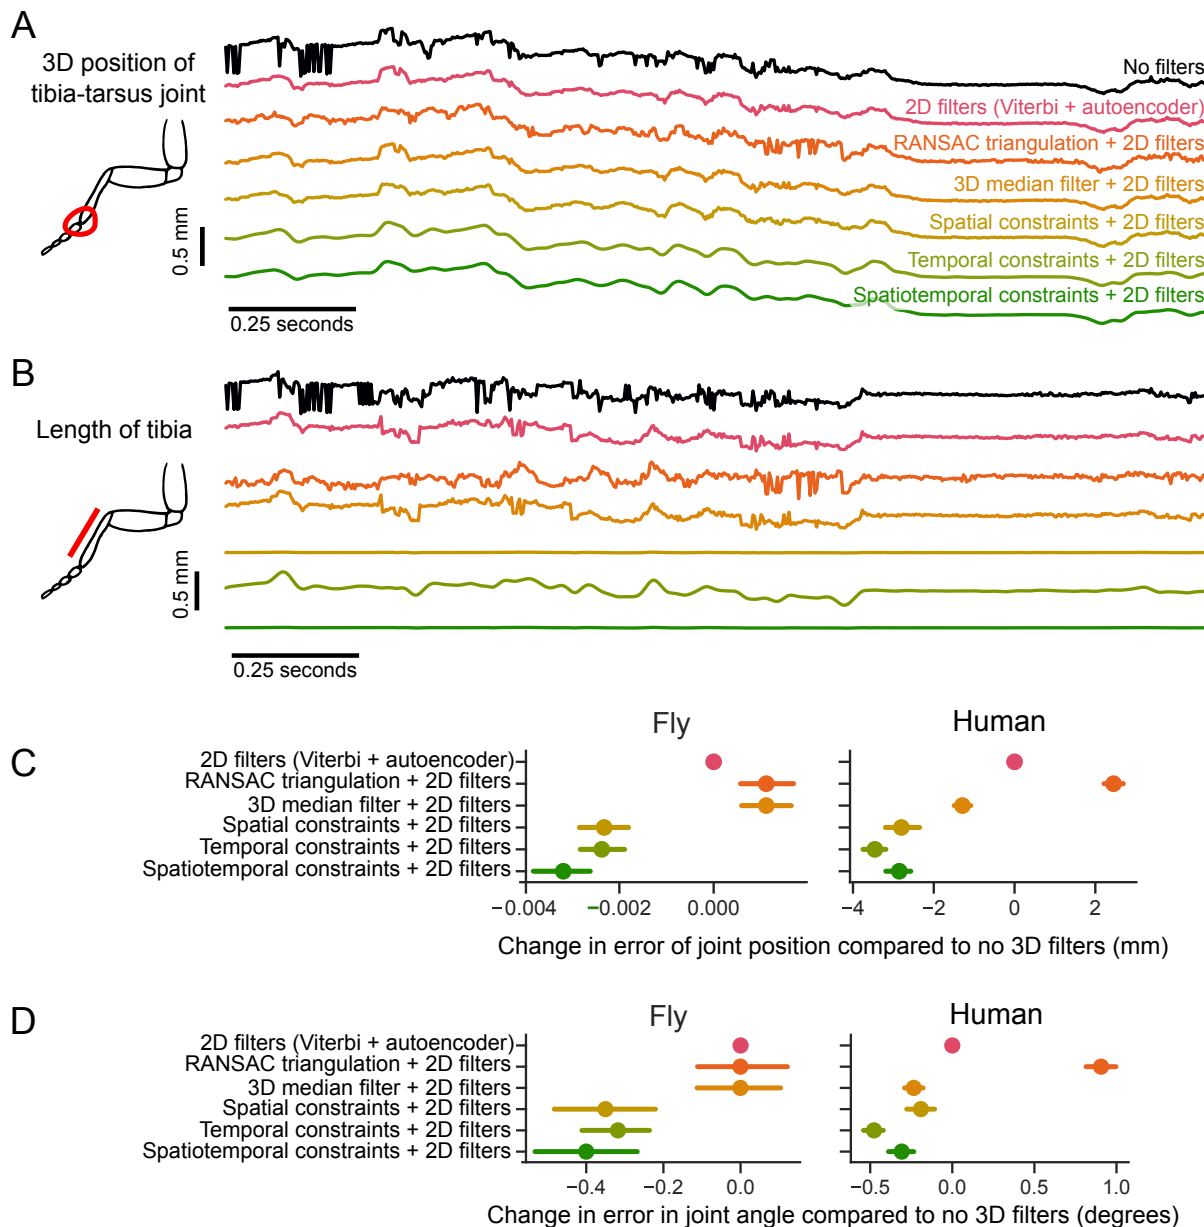 A
3D position of
tibia-tarsus joint
No filters
2D filters (Viterbi + autoencoder)
RANSAC triangulation + 2D filters
3D median filter + 2D filters
Spatial constraints + 2D filters
Temporal constraints + 2D filters
Spatiotemporal constraints + 2D filters
0.5 mm
0.25 seconds
B
Length of tibia
0.5 mm
0.25 seconds
C
Fly
Human
2D filters (Viterbi + autoencoder)
RANSAC triangulation + 2D filters
3D median filter + 2D filters
Spatial constraints + 2D filters
Temporal constraints + 2D filters
Spatiotemporal constraints + 2D filters
−0.004 −0.002 0.000
−4 −2 0 2
Change in error of joint position compared to no 3D filters (mm)
D
Fly
Human
2D filters (Viterbi + autoencoder)
RANSAC triangulation + 2D filters
3D median filter + 2D filters
Spatial constraints + 2D filters
Temporal constraints + 2D filters
Spatiotemporal constraints + 2D filters
−0.4 −0.2 0.0
−0.5 0.0 0.5 1.0
Change in error in joint angle compared to no 3D filters (degrees)